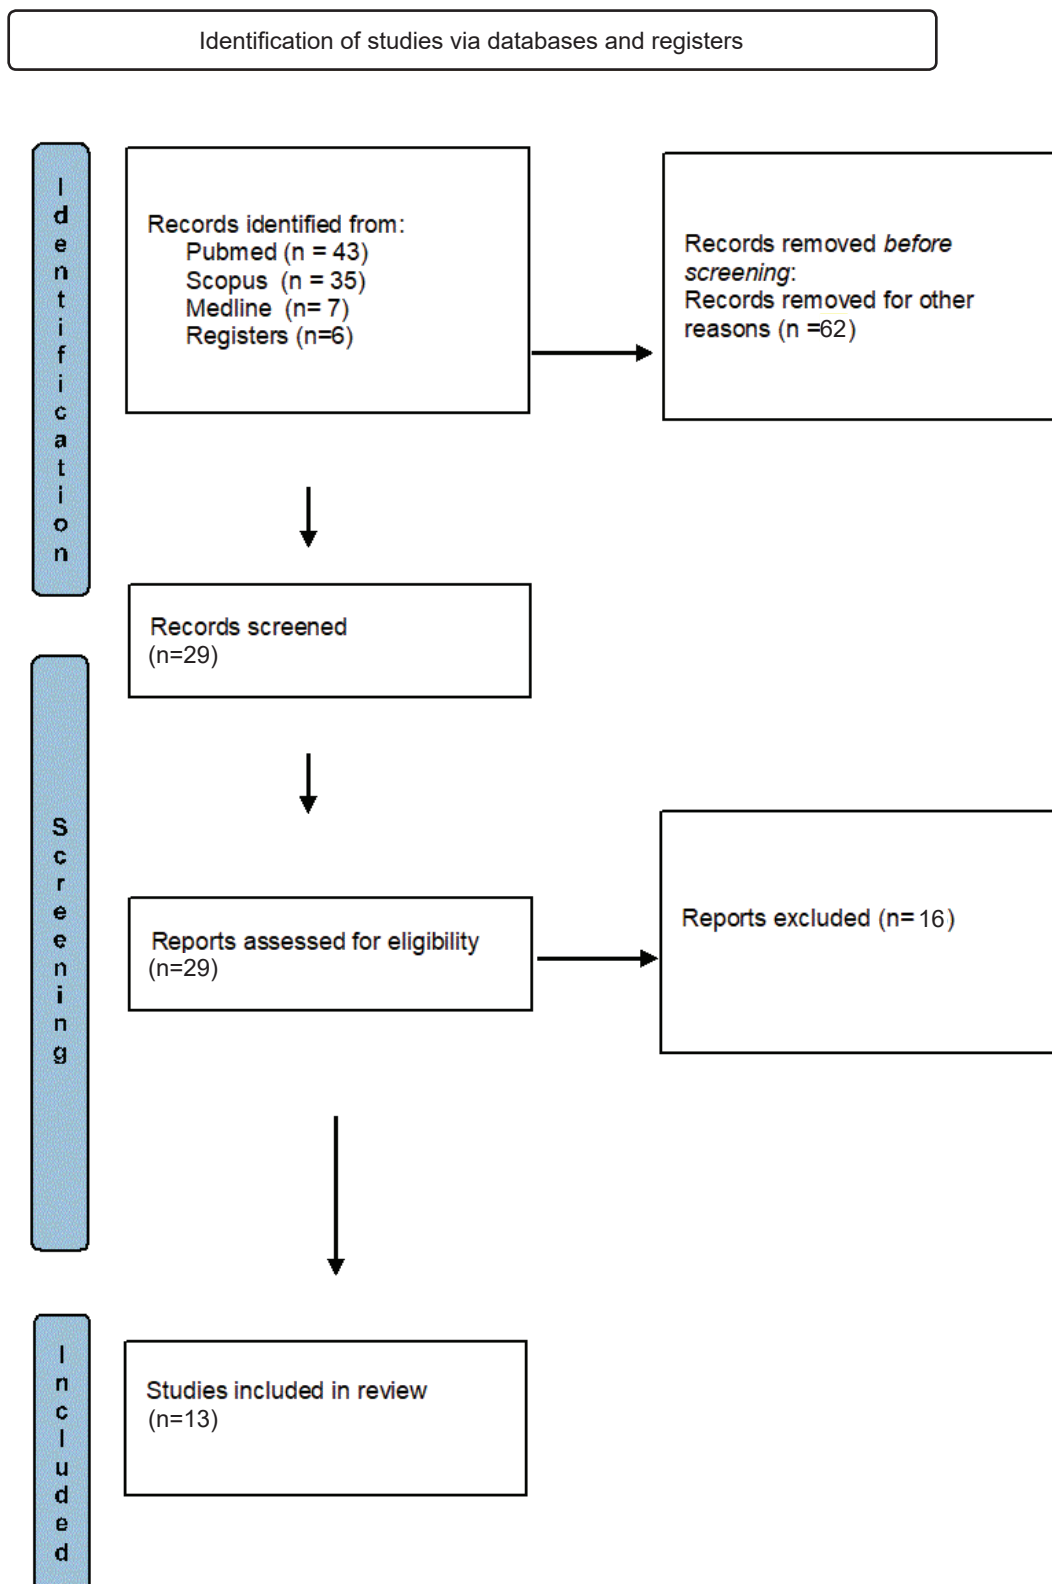 Identification of studies via databases and registers
Identification
Records identified from:
Pubmed (n = 43)
Scopus (n = 35)
Medline (n= 7)
Registers (n=6)
Records removed before
screening:
Records removed for other
reasons (n =62)
Records screened
(n=29)
Screening
Reports assessed for eligibility
(n=29)
Reports excluded (n= 16)
Included
Studies included in review
(n=13)